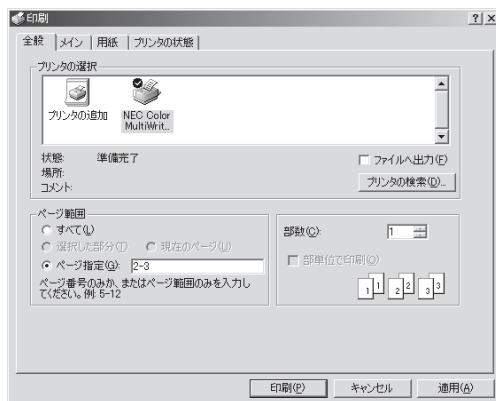 印刷
全般 メイン 用紙 プリンタの状態
プリンタの選択
プリンタの追加 NEC Color MultiWrit...
状態: 準備完了
場所:
コメント:
ファイルへ出力(F)
プリンタの検索(D)...
ページ範囲
すべて(L)
選択した部分(T) 現在のページ(U)
ページ指定(G): 2-3
ページ番号のみか、またはページ範囲のみを入力し
てください。例: 5-12
部数(C): 1
部単位で印刷(O)
1 1 2 2 3 3
印刷(P) キャンセル 適用(A)